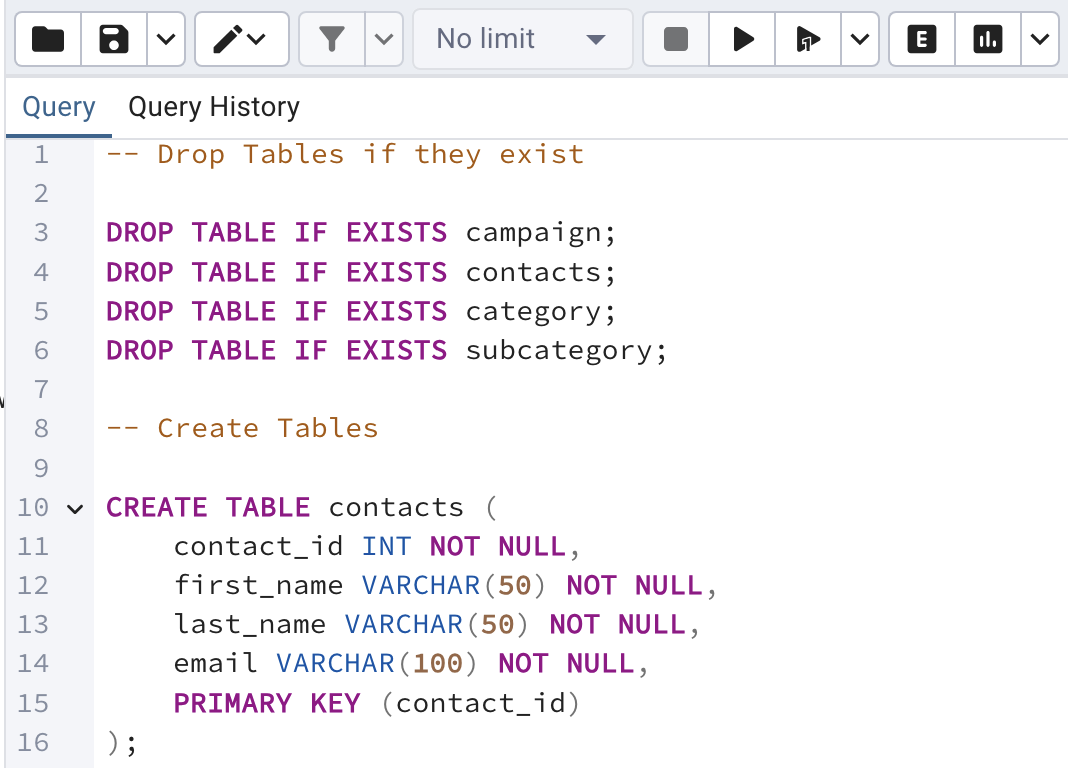 No limit
E
Query Query History
1 -- Drop Tables if they exist
2
3 DROP TABLE IF EXISTS campaign;
4 DROP TABLE IF EXISTS contacts;
5 DROP TABLE IF EXISTS category;
6 DROP TABLE IF EXISTS subcategory;
7
8 -- Create Tables
9
10 CREATE TABLE contacts (
11 contact_id INT NOT NULL,
12 first_name VARCHAR(50) NOT NULL,
13 last_name VARCHAR(50) NOT NULL,
14 email VARCHAR(100) NOT NULL,
15 PRIMARY KEY (contact_id)
16 );